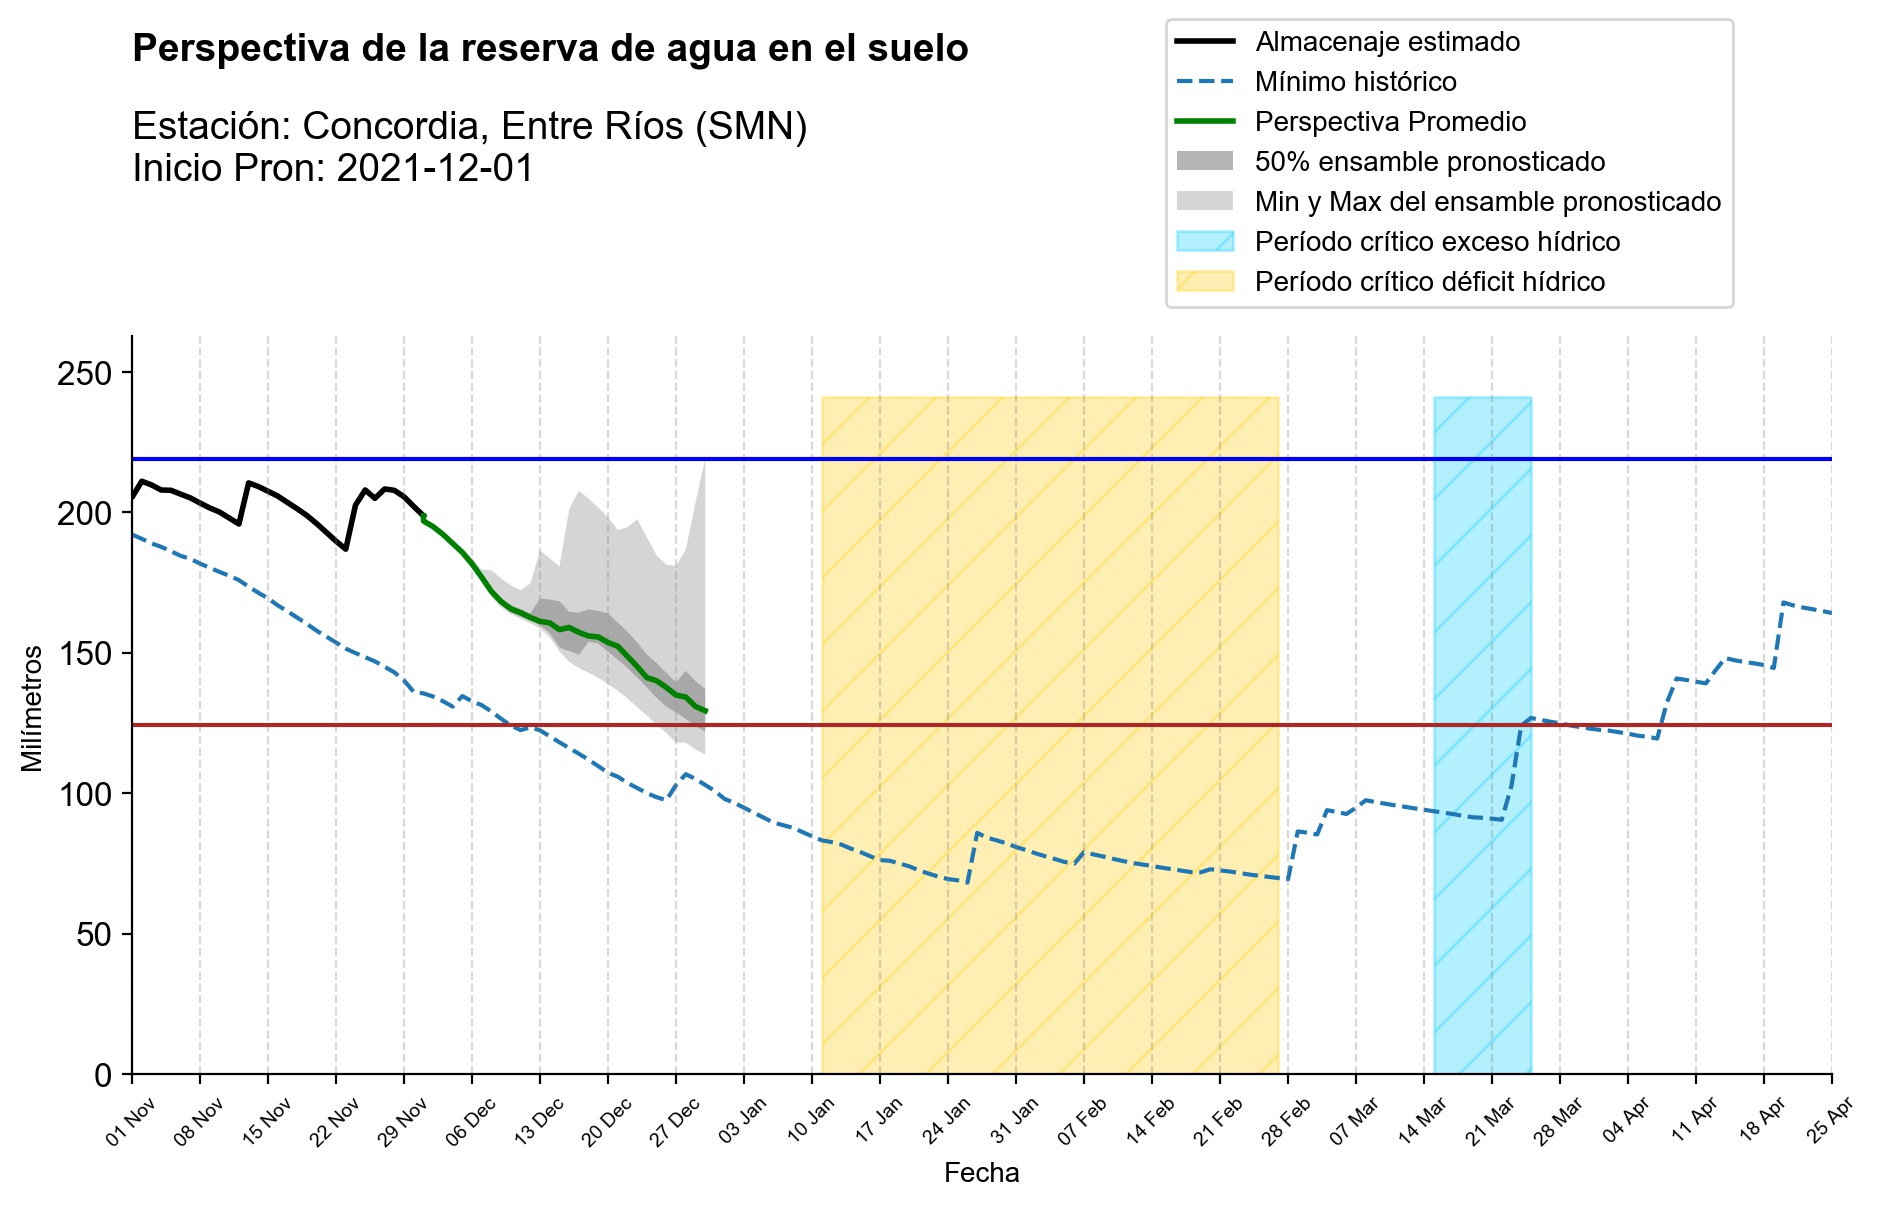 Perspectiva de la reserva de agua en el suelo
Estación: Concordia, Entre Ríos (SMN)
Inicio Pron: 2021-12-01
Almacenaje estimado
Mínimo histórico
Perspectiva Promedio
50% ensamble pronosticado
Min y Max del ensamble pronosticado
Período crítico exceso hídrico
Período crítico déficit hídrico
250
200
150
100
50
0
Milímetros
01 Nov
08 Nov
15 Nov
22 Nov
29 Nov
06 Dec
13 Dec
20 Dec
27 Dec
03 Jan
10 Jan
17 Jan
24 Jan
31 Jan
07 Feb
14 Feb
21 Feb
28 Feb
07 Mar
14 Mar
21 Mar
28 Mar
04 Apr
11 Apr
18 Apr
25 Apr
Fecha